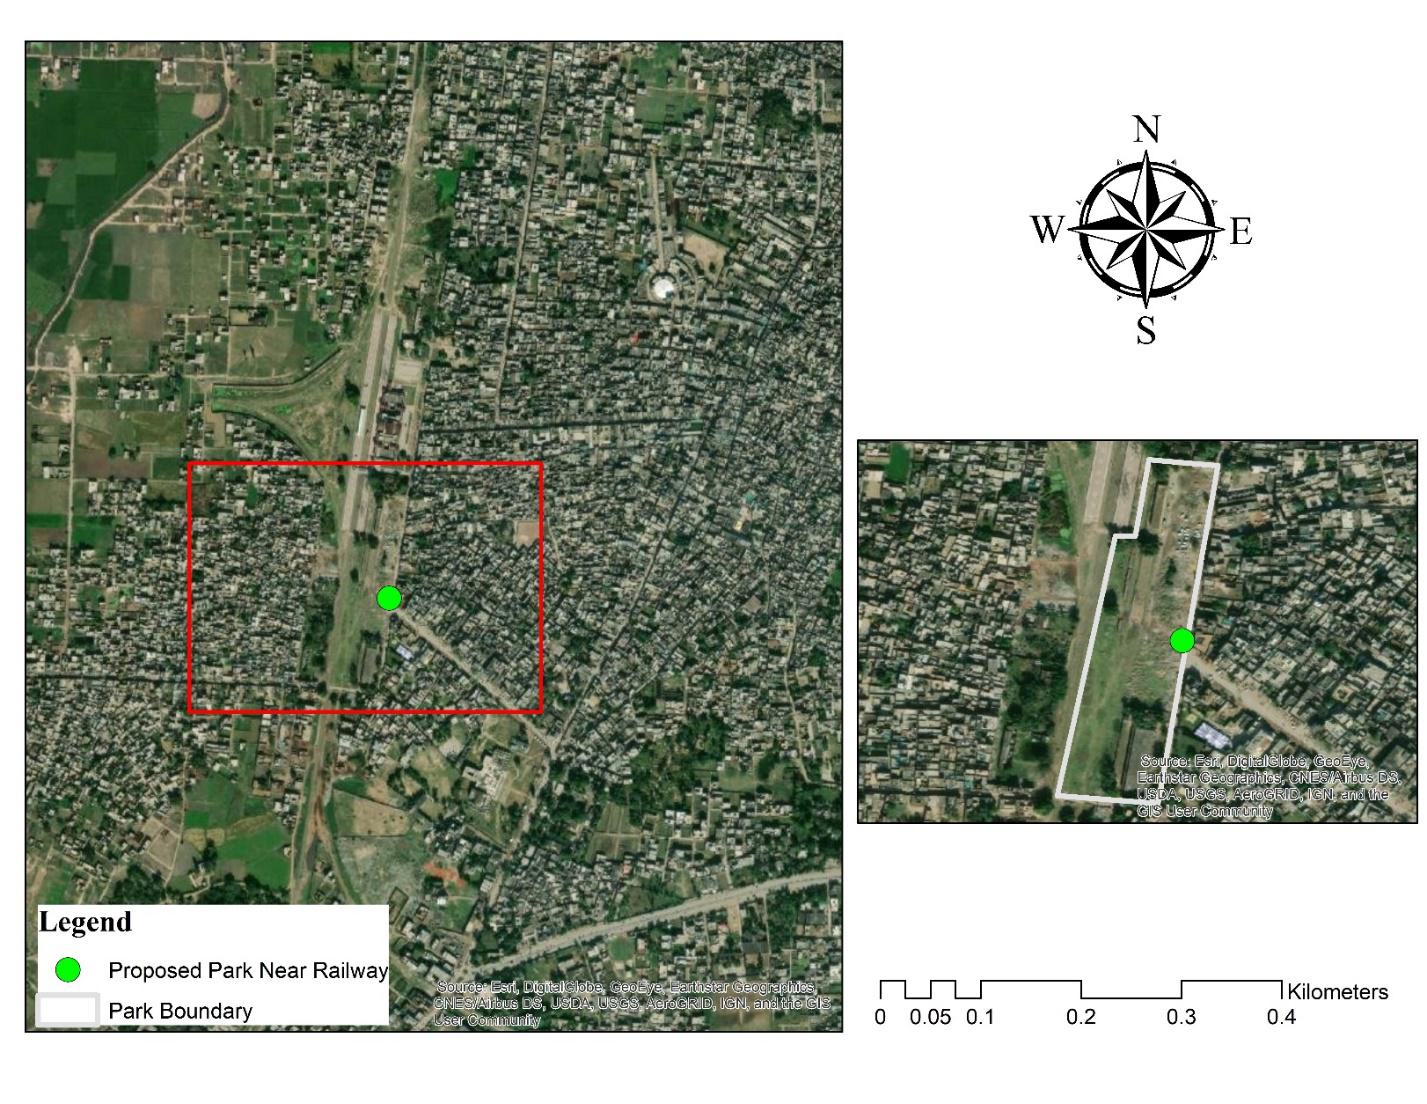 N
W
E
S
Legend
Proposed Park Near Railway
Park Boundary
Source: Esri, DigitalGlobe, GeoEye, Earthstar Geographics,
CNES/Airbus DS, USDA, USGS, AeroGRID, IGN, and the GIS
User Community
Source: Esri, DigitalGlobe, GeoEye,
Earthstar Geographics, CNES/Airbus DS,
USDA, USGS, AeroGRID, IGN, and the
GIS User Community
Kilometers
0 0.05 0.1 0.2 0.3 0.4